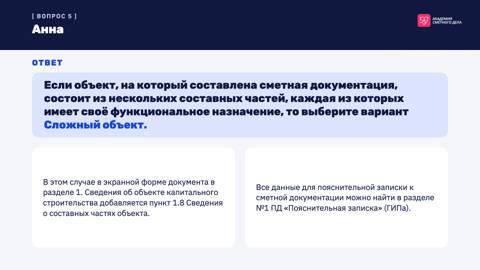 [ ВОПРОС 5 ]
Анна
АКАДЕМИЯ
СМЕТНОГО ДЕЛА
ОТВЕТ
Если объект, на который составлена сметная документация,
состоит из нескольких составных частей, каждая из которых
имеет своё функциональное назначение, то выберите вариант
Сложный объект.
В этом случае в экранной форме документа в
разделе 1. Сведения об объекте капитального
строительства добавляется пункт 1.8 Сведения
о составных частях объекта.
Все данные для пояснительной записки к
сметной документации можно найти в разделе
№1 ПД «Пояснительная записка» (ГИПа).